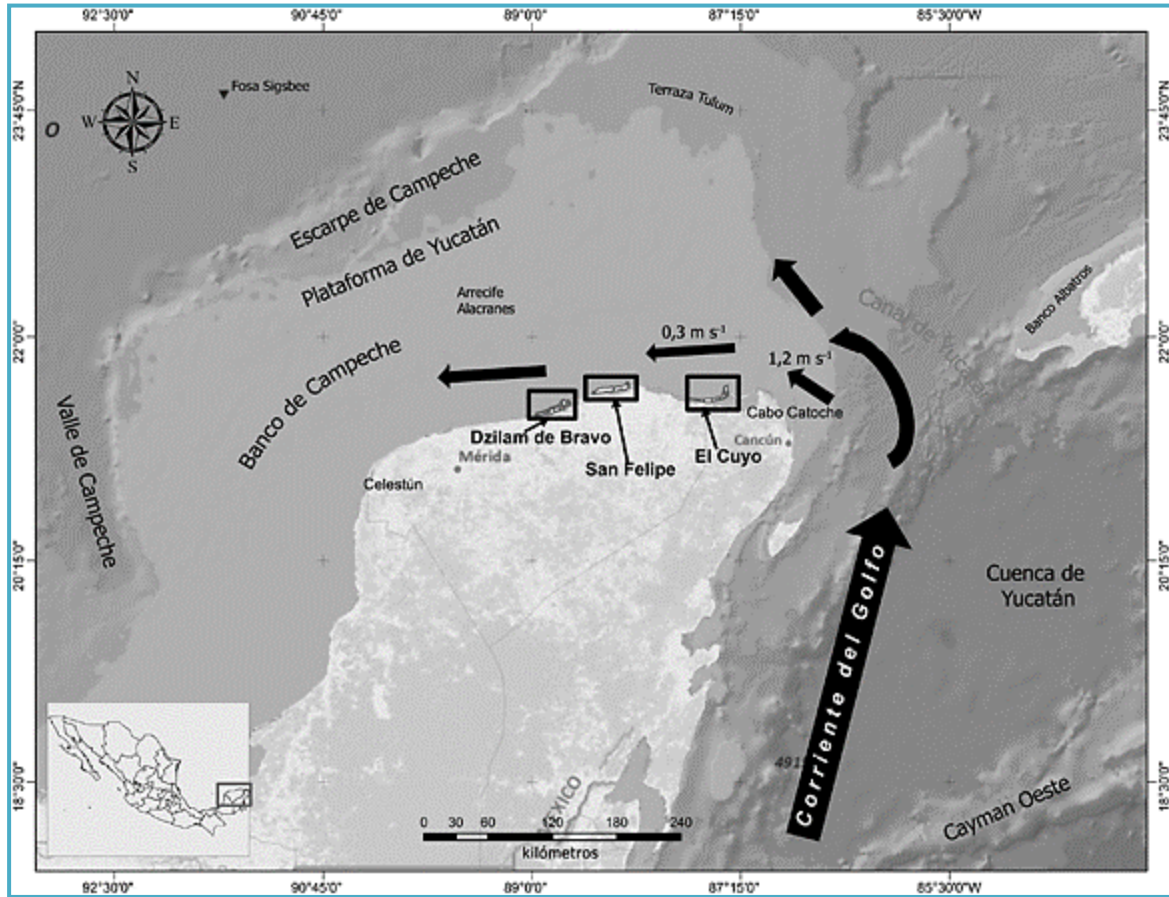 92°30'0"
90°45'0"
89°0'0"
87°15'0"
85°30'0"W
23°45'0"N
22°0'0"
20°15'0"
18°30'0"
23°45'0"N
22°0'0"
20°15'0"
18°30'0"
N
W
E
S
O
Fosa Sigsbee
Terraza Tulum
Escarpe de Campeche
Plataforma de Yucatán
Arrecife
Alacranes
Banco de Campeche
Valle de Campeche
Canal de Yucatán
Banco Albatros
0,3 m s⁻¹
1,2 m s⁻¹
Cabo Catoche
Dzilam de Bravo
San Felipe
El Cuyo
Cancún
Mérida
Celestún
Corriente del Golfo
Cuenca de
Yucatán
Cayman Oeste
0 30 60 120 180 240
kilómetros
92°30'0"
90°45'0"
89°0'0"
87°15'0"
85°30'0"W